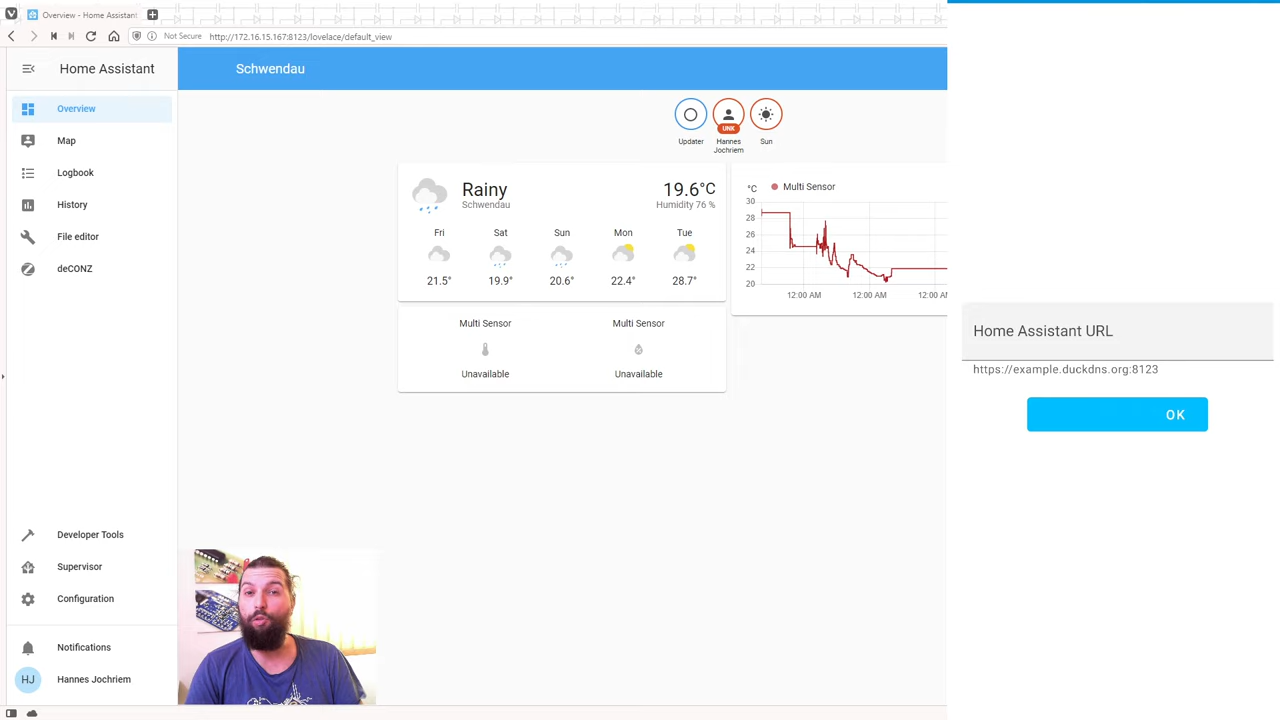 Overview - Home Assistant
Not Secure
http://172.16.15.167:8123/lovelace/default_view
Home Assistant
Schwendau
Overview
Map
Logbook
History
File editor
deCONZ
Developer Tools
Supervisor
Configuration
Notifications
HJ
Hannes Jochriem
Updater
UNK
Hannes
Jochriem
Sun
Rainy
Schwendau
19.6°C
Humidity 76 %
Fri Sat Sun Mon Tue
21.5° 19.9° 20.6° 22.4° 28.7°
Multi Sensor
Unavailable
Multi Sensor
Unavailable
°C
Multi Sensor
30
28
26
24
22
20
12:00 AM 12:00 AM 12:00 AM
Home Assistant URL
https://example.duckdns.org:8123
OK